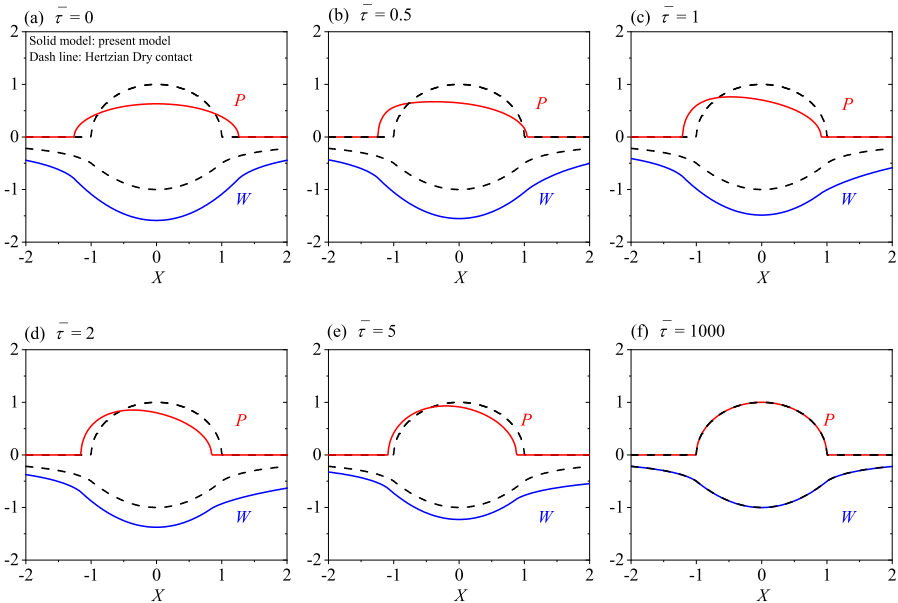 (a) τ̄ = 0
Solid model: present model
Dash line: Hertzian Dry contact
2
1
0
-1
-2
P
W
-2 -1 0 1 2
X
(b) τ̄ = 0.5
2
1
0
-1
-2
P
W
-2 -1 0 1 2
X
(c) τ̄ = 1
2
1
0
-1
-2
P
W
-2 -1 0 1 2
X
(d) τ̄ = 2
2
1
0
-1
-2
P
W
-2 -1 0 1 2
X
(e) τ̄ = 5
2
1
0
-1
-2
P
W
-2 -1 0 1 2
X
(f) τ̄ = 1000
2
1
0
-1
-2
P
W
-2 -1 0 1 2
X